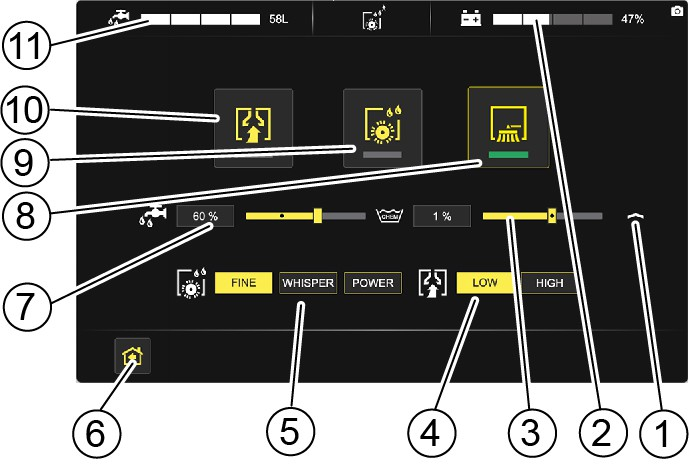 58L
47%
11
10
9
8
7
60 %
CHEM
1 %
FINE
WHISPER
POWER
LOW
HIGH
6
5
4
3
2
1